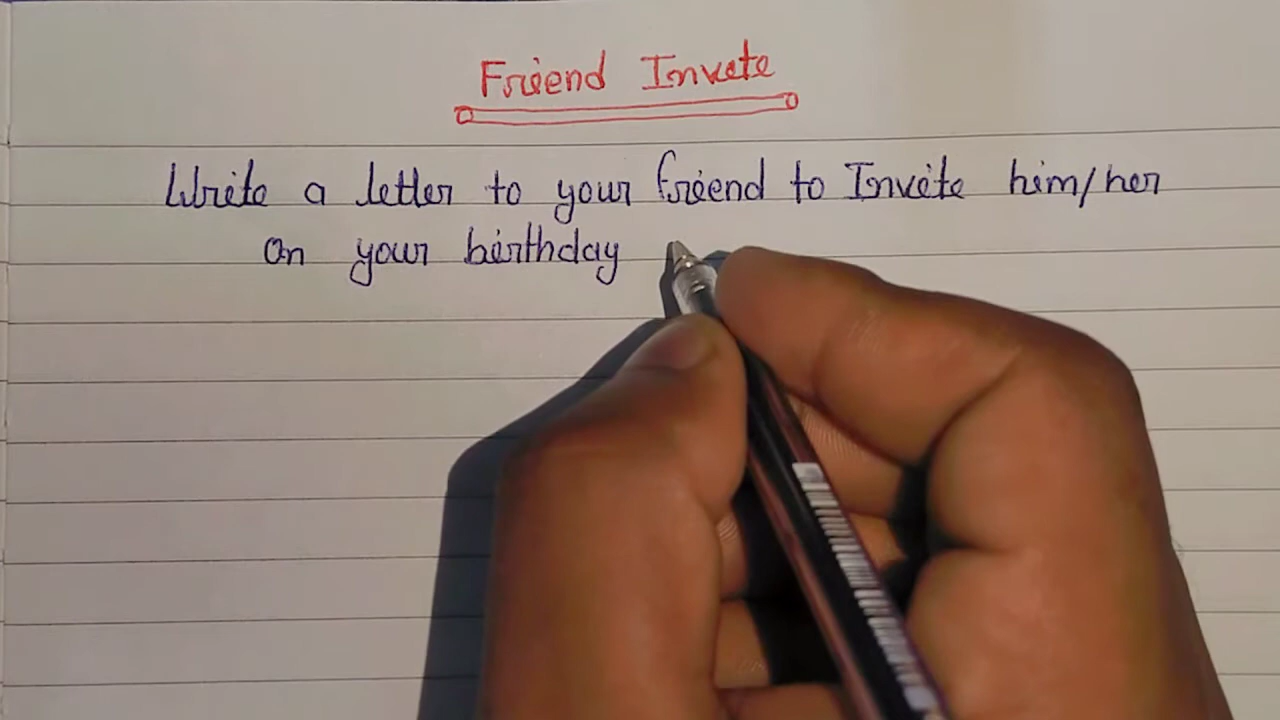 Friend Invite
Write a letter to your friend to Invite him/her
On your birthday